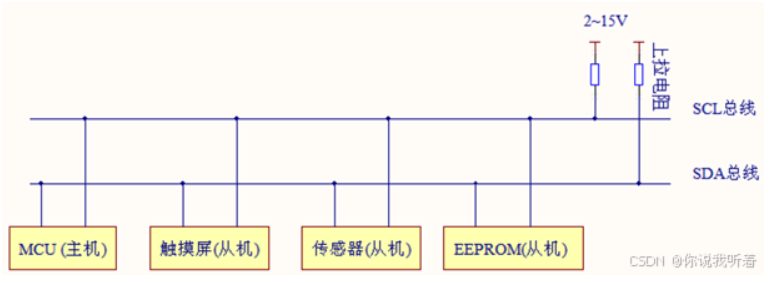 2~15V
上拉电阻
SCL总线
SDA总线
MCU (主机)
触摸屏(从机)
传感器(从机)
EEPROM(从机)
CSDN @你说我听着